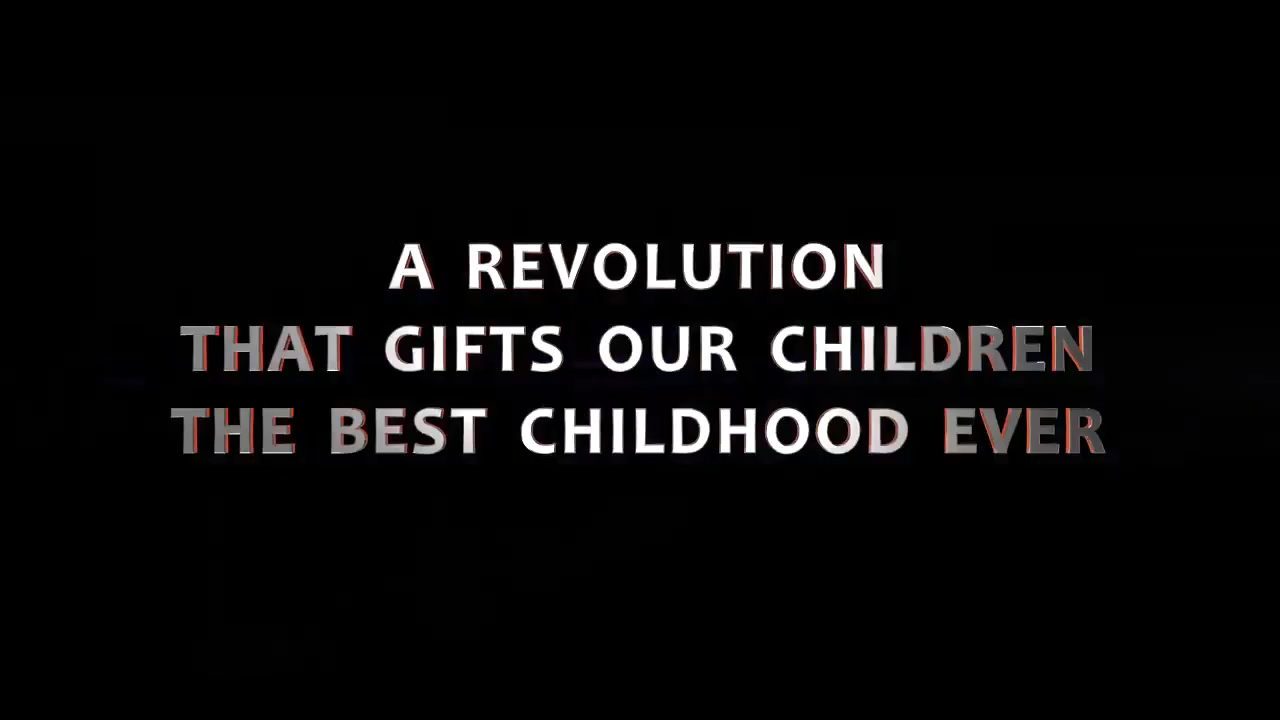 A REVOLUTION
THAT GIFTS OUR CHILDREN
THE BEST CHILDHOOD EVER